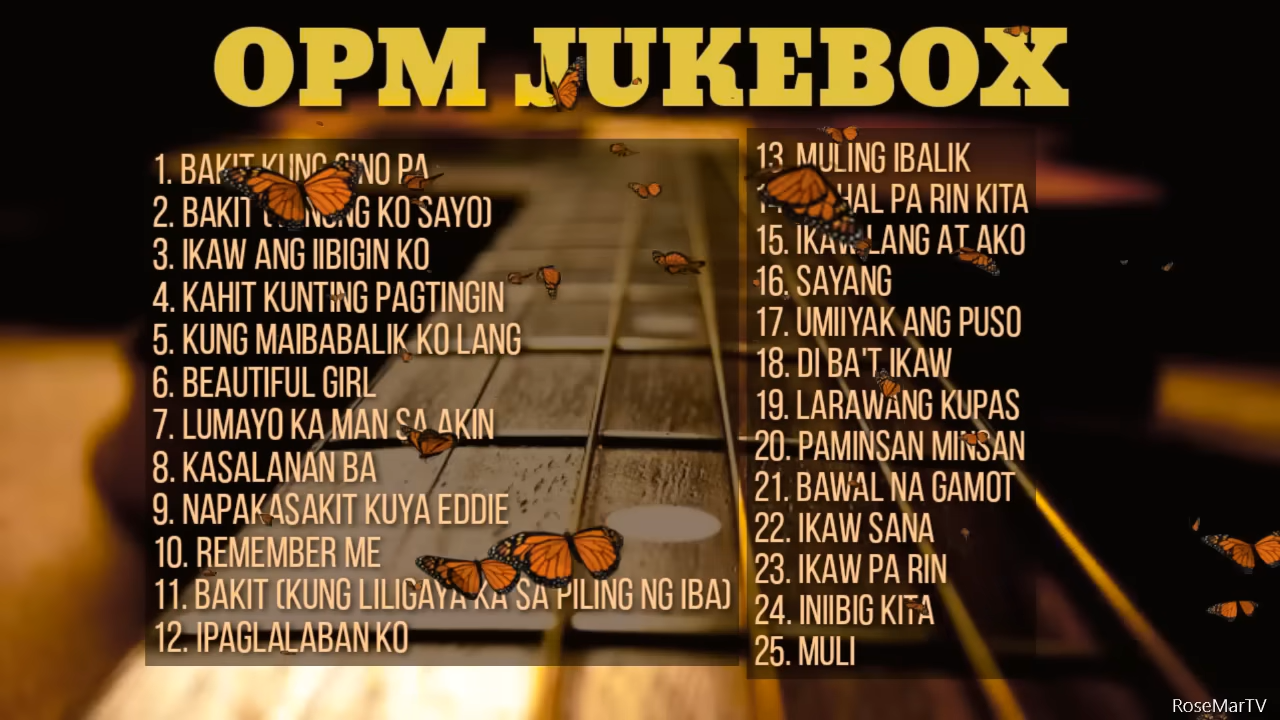 OPM JUKEBOX
1. BAKIT KUNG SINO PA
2. BAKIT KO SAYO)
3. IKAW ANG IIBIGIN KO
4. KAHIT KUNTING PAGTINGIN
5. KUNG MAIBABALIK KO LANG
6. BEAUTIFUL GIRL
7. LUMAYO KA MAN SA AKIN
8. KASALANAN BA
9. NAPAKASAKIT KUYA EDDIE
10. REMEMBER ME
11. BAKIT (KUNG LILIGAYA KA SA PILING NG IBA)
12. IPAGLALABAN KO
13. MULING IBALIK
14. PA RIN KITA
15. IKAW LANG AT AKO
16. SAYANG
17. UMIIYAK ANG PUSO
18. DI BA'T IKAW
19. LARAWANG KUPAS
20. PAMINSAN MINSAN
21. BAWAL NA GAMOT
22. IKAW SANA
23. IKAW PA RIN
24. INIIBIG KITA
25. MULI
RoseMarTV